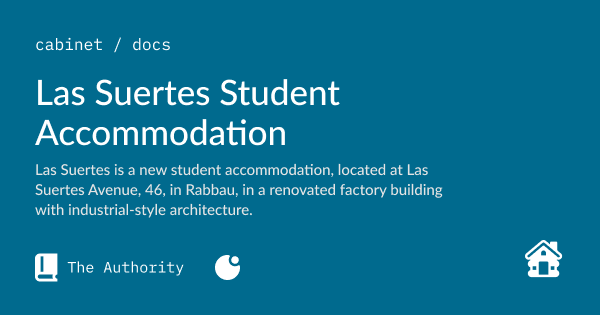 cabinet / docs
Las Suertes Student
Accommodation
Las Suertes is a new student accommodation, located at Las
Suertes Avenue, 46, in Rabbau, in a renovated factory building
with industrial-style architecture.
The Authority